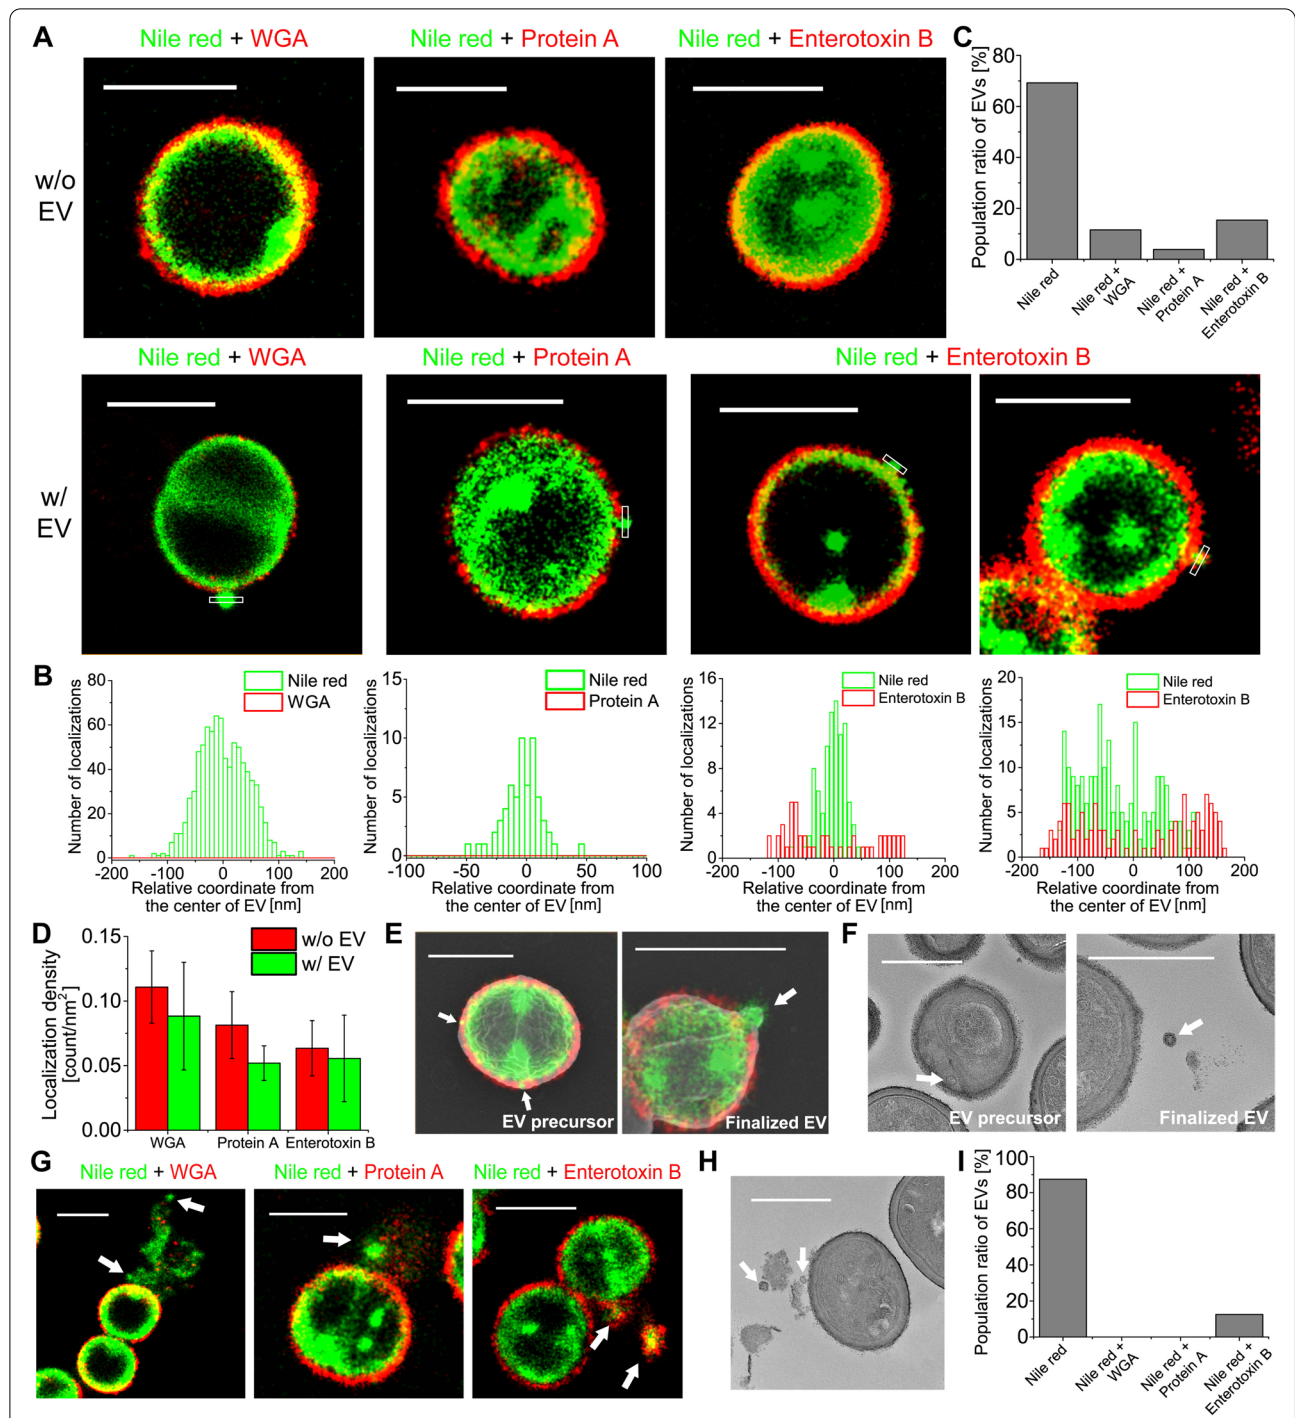 A
Nile red + WGA
Nile red + Protein A
Nile red + Enterotoxin B
w/o
EV
Nile red + WGA
Nile red + Protein A
Nile red + Enterotoxin B
w/
EV
C
Population ratio of EVs [%]
80
60
40
20
0
Nile red
Nile red +
WGA
Nile red +
Protein A
Nile red +
Enterotoxin B
B
Number of localizations
80
60
40
20
0
Nile red
WGA
-200 -100 0 100 200
Relative coordinate from
the center of EV [nm]
Number of localizations
15
10
5
0
Nile red
Protein A
-100 -50 0 50 100
Relative coordinate from
the center of EV [nm]
Number of localizations
16
12
8
4
0
Nile red
Enterotoxin B
-200 -100 0 100 200
Relative coordinate from
the center of EV [nm]
Number of localizations
20
15
10
5
0
Nile red
Enterotoxin B
-200 -100 0 100 200
Relative coordinate from
the center of EV [nm]
D
Localization density
[count/nm²]
0.15
0.10
0.05
0.00
w/o EV
w/ EV
WGA Protein A Enterotoxin B
E
EV precursor
Finalized EV
F
EV precursor
Finalized EV
G
Nile red + WGA
Nile red + Protein A
Nile red + Enterotoxin B
H
I
Population ratio of EVs [%]
100
80
60
40
20
0
Nile red
Nile red +
WGA
Nile red +
Protein A
Nile red +
Enterotoxin B